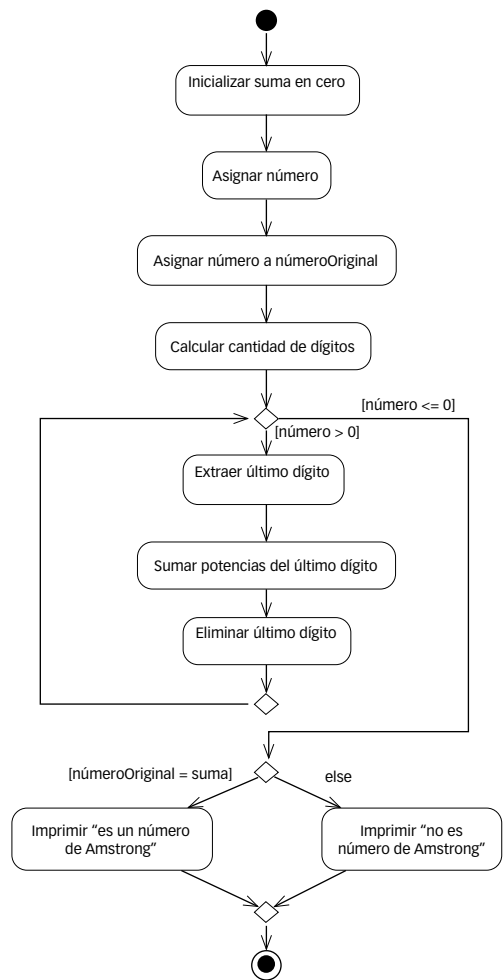 Inicializar suma en cero
Asignar número
Asignar número a númeroOriginal
Calcular cantidad de dígitos
[número <= 0]
[número > 0]
Extraer último dígito
Sumar potencias del último dígito
Eliminar último dígito
[númeroOriginal = suma]
else
Imprimir “es un número
de Amstrong”
Imprimir “no es
número de Amstrong”